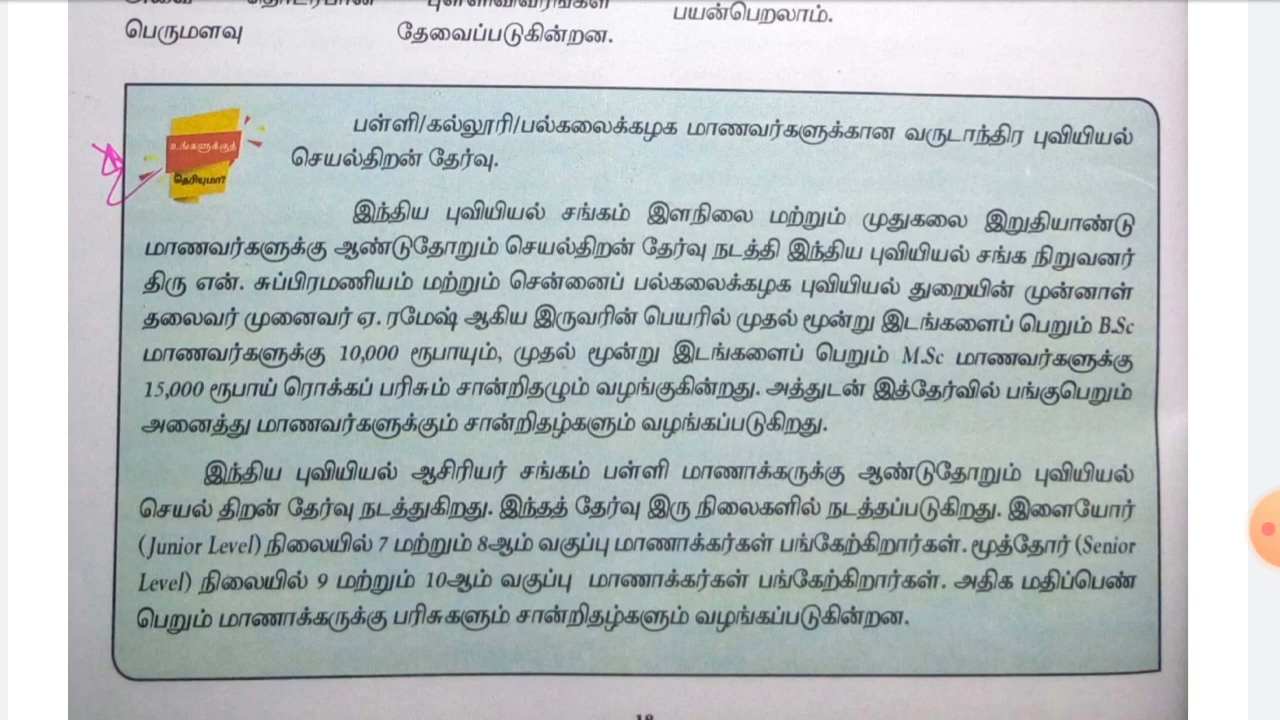 பெருமளவு தேவைப்படுகின்றன.
பயன்பெறலாம்.
உங்களுக்குத்
தெரியுமா?
பள்ளி/கல்லூரி/பல்கலைக்கழக மாணவர்களுக்கான வருடாந்திர புவியியல்
செயல்திறன் தேர்வு.
இந்திய புவியியல் சங்கம் இளநிலை மற்றும் முதுகலை இறுதியாண்டு
மாணவர்களுக்கு ஆண்டுதோறும் செயல்திறன் தேர்வு நடத்தி இந்திய புவியியல் சங்க நிறுவனர்
திரு என். சுப்பிரமணியம் மற்றும் சென்னைப் பல்கலைக்கழக புவியியல் துறையின் முன்னாள்
தலைவர் முனைவர் ஏ. ரமேஷ் ஆகிய இருவரின் பெயரில் முதல் மூன்று இடங்களைப் பெறும் B.Sc
மாணவர்களுக்கு 10,000 ரூபாயும், முதல் மூன்று இடங்களைப் பெறும் M.Sc மாணவர்களுக்கு
15,000 ரூபாய் ரொக்கப் பரிசும் சான்றிதழும் வழங்குகின்றது. அத்துடன் இத்தேர்வில் பங்குபெறும்
அனைத்து மாணவர்களுக்கும் சான்றிதழ்களும் வழங்கப்படுகிறது.
இந்திய புவியியல் ஆசிரியர் சங்கம் பள்ளி மாணாக்கருக்கு ஆண்டுதோறும் புவியியல்
செயல் திறன் தேர்வு நடத்துகிறது. இந்தத் தேர்வு இரு நிலைகளில் நடத்தப்படுகிறது. இளையோர்
(Junior Level) நிலையில் 7 மற்றும் 8ஆம் வகுப்பு மாணாக்கர்கள் பங்கேற்கிறார்கள். மூத்தோர் (Senior
Level) நிலையில் 9 மற்றும் 10ஆம் வகுப்பு மாணாக்கர்கள் பங்கேற்கிறார்கள். அதிக மதிப்பெண்
பெறும் மாணாக்கருக்கு பரிசுகளும் சான்றிதழ்களும் வழங்கப்படுகின்றன.